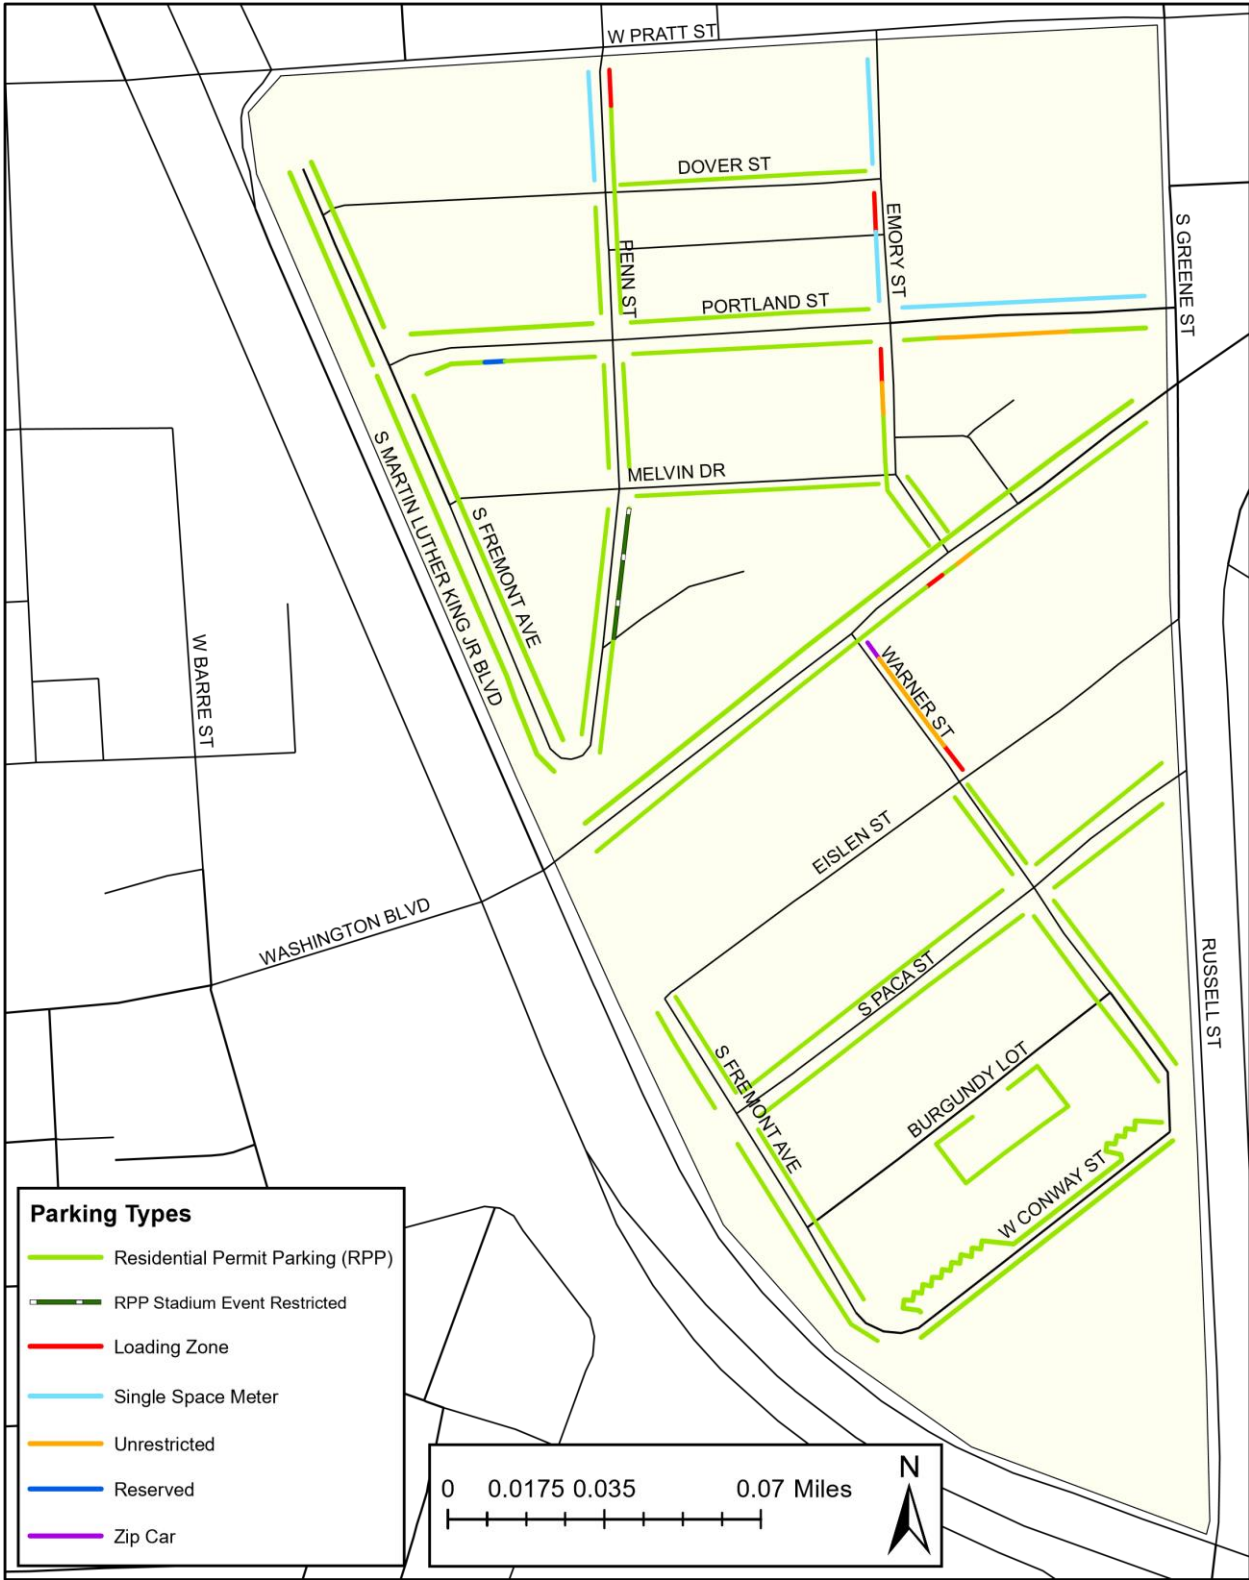 W PRATT ST
DOVER ST
EMORY ST
S GREENE ST
PENN ST
PORTLAND ST
MELVIN DR
S MARTIN LUTHER KING JR BLVD
S FREMONT AVE
W BARRE ST
WARNER ST
EISLEN ST
WASHINGTON BLVD
S PACA ST
RUSSELL ST
S FREMONT AVE
BURGUNDY LOT
W CONWAY ST
Parking Types
Residential Permit Parking (RPP)
RPP Stadium Event Restricted
Loading Zone
Single Space Meter
Unrestricted
Reserved
Zip Car
N
0 0.0175 0.035 0.07 Miles